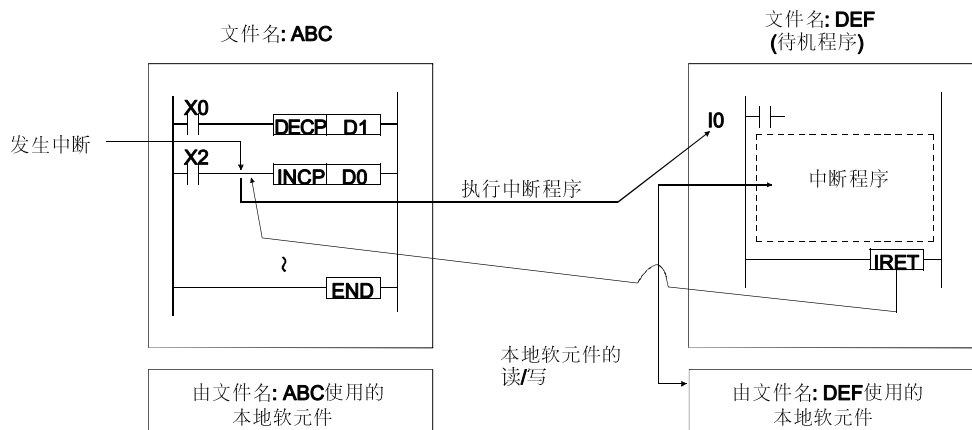 文件名: ABC
文件名: DEF
(待机程序)
X0
DECP D1
发生中断
X2
INCP D0
执行中断程序
I0
中断程序
IRET
~
END
本地软元件的
读/写
由文件名: ABC使用的
本地软元件
由文件名: DEF使用的
本地软元件